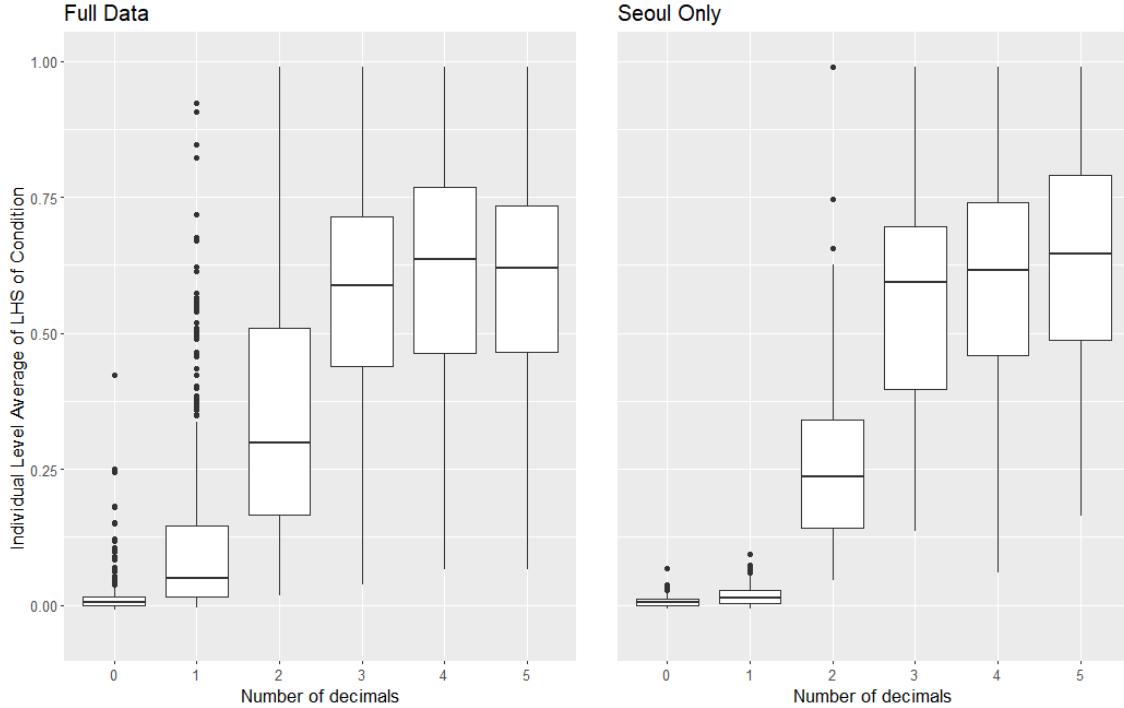 Full Data
Seoul Only
Individual Level Average of LHS of Condition
1.00
0.75
0.50
0.25
0.00
0 1 2 3 4 5
0 1 2 3 4 5
Number of decimals
Number of decimals